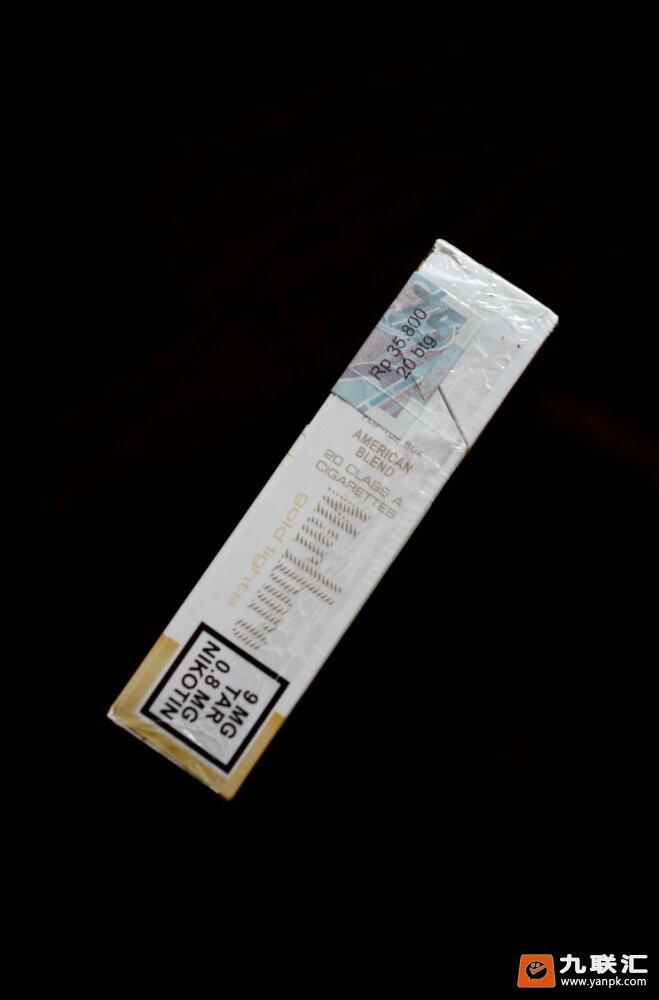 Rp 35.800
20 btg
AMERICAN
BLEND
20 CLASS A
CIGARETTES
gold lights
9 MG
TAR
0.8 MG
NIKOTIN
九联汇
www.yanpk.com